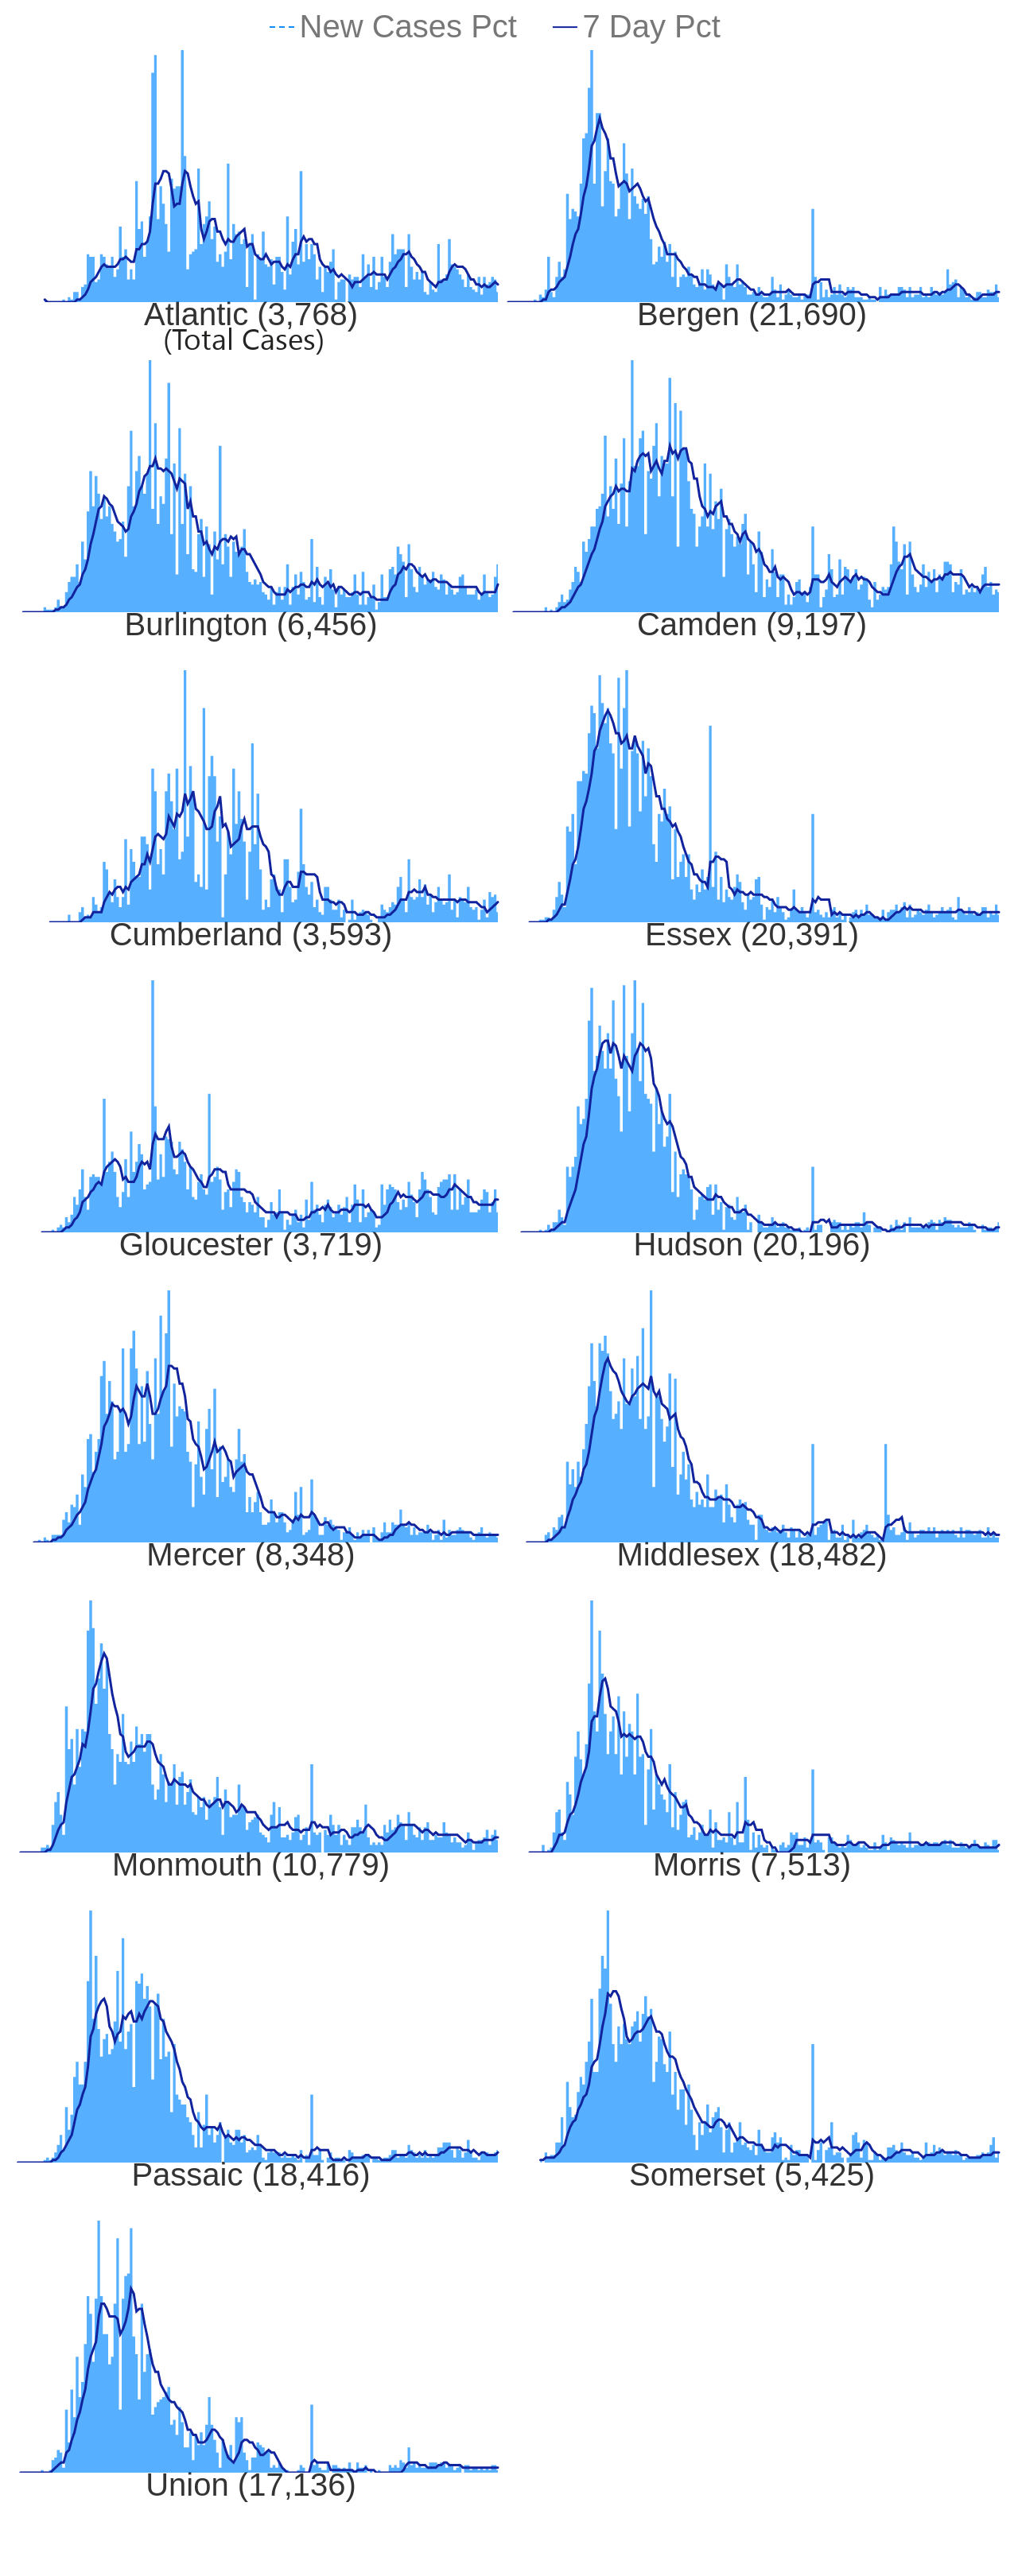 New Cases Pct 7 Day Pct
Atlantic (3,768) Bergen (21,690)
(Total Cases)
Burlington (6,456) Camden (9,197)
Cumberland (3,593) Essex (20,391)
Gloucester (3,719) Hudson (20,196)
Mercer (8,348) Middlesex (18,482)
Monmouth (10,779) Morris (7,513)
Passaic (18,416) Somerset (5,425)
Union (17,136)